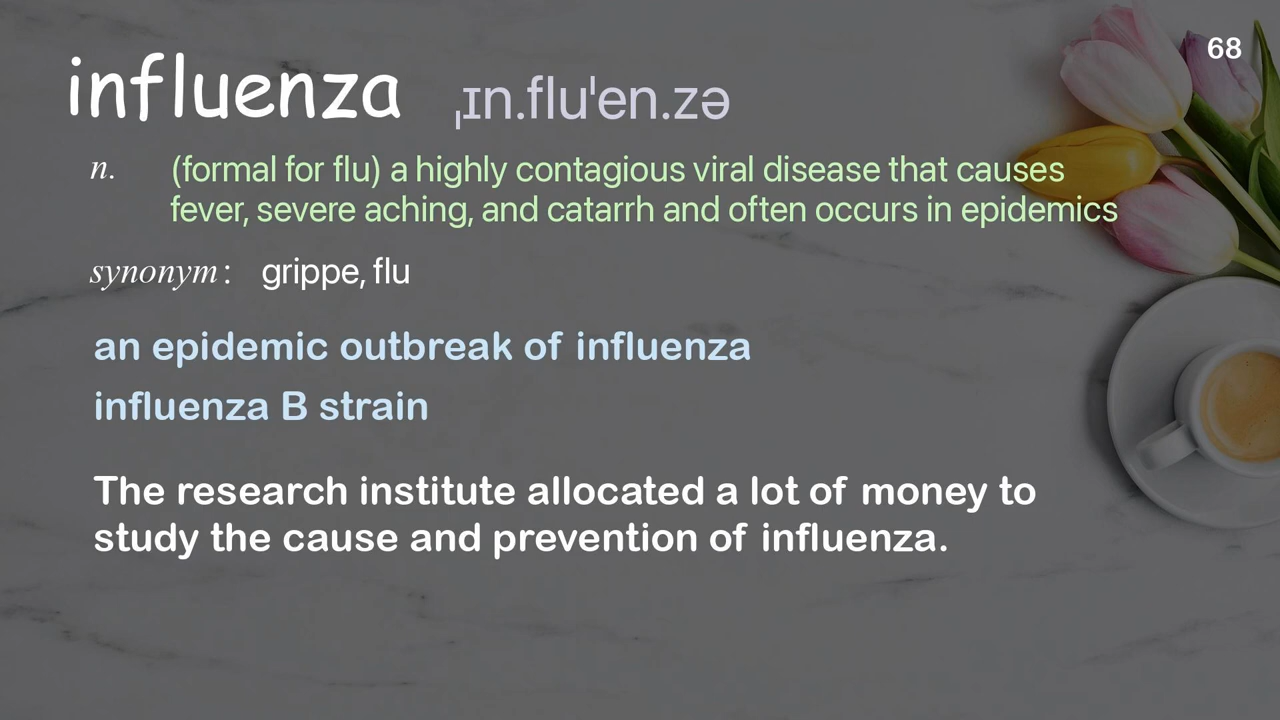 68
influenza ˌɪn.fluˈen.zə
n. (formal for flu) a highly contagious viral disease that causes
fever, severe aching, and catarrh and often occurs in epidemics
synonym: grippe, flu
an epidemic outbreak of influenza
influenza B strain
The research institute allocated a lot of money to
study the cause and prevention of influenza.